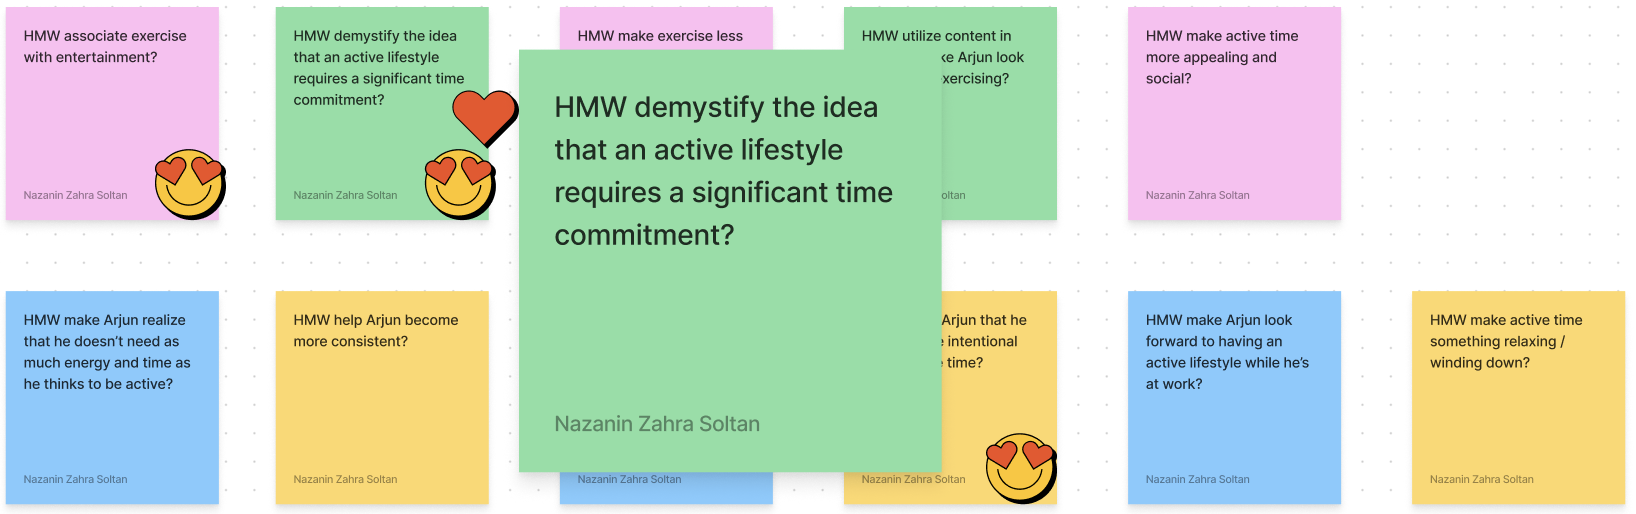 HMW associate exercise
with entertainment?
Nazanin Zahra Soltan
HMW demystify the idea
that an active lifestyle
requires a significant time
commitment?
Nazanin Zahra Soltan
HMW make exercise less
HMW utilize content in
Arjun look
HMW make active time
more appealing and
social?
Nazanin Zahra Soltan
HMW demystify the idea
that an active lifestyle
requires a significant time
commitment?
Nazanin Zahra Soltan
HMW make Arjun realize
that he doesn’t need as
much energy and time as
he thinks to be active?
Nazanin Zahra Soltan
HMW help Arjun become
more consistent?
Nazanin Zahra Soltan
Nazanin Zahra Soltan
Arjun that he
intentional
time?
Nazanin Zahra Soltan
HMW make Arjun look
forward to having an
active lifestyle while he’s
at work?
Nazanin Zahra Soltan
HMW make active time
something relaxing /
winding down?
Nazanin Zahra Soltan